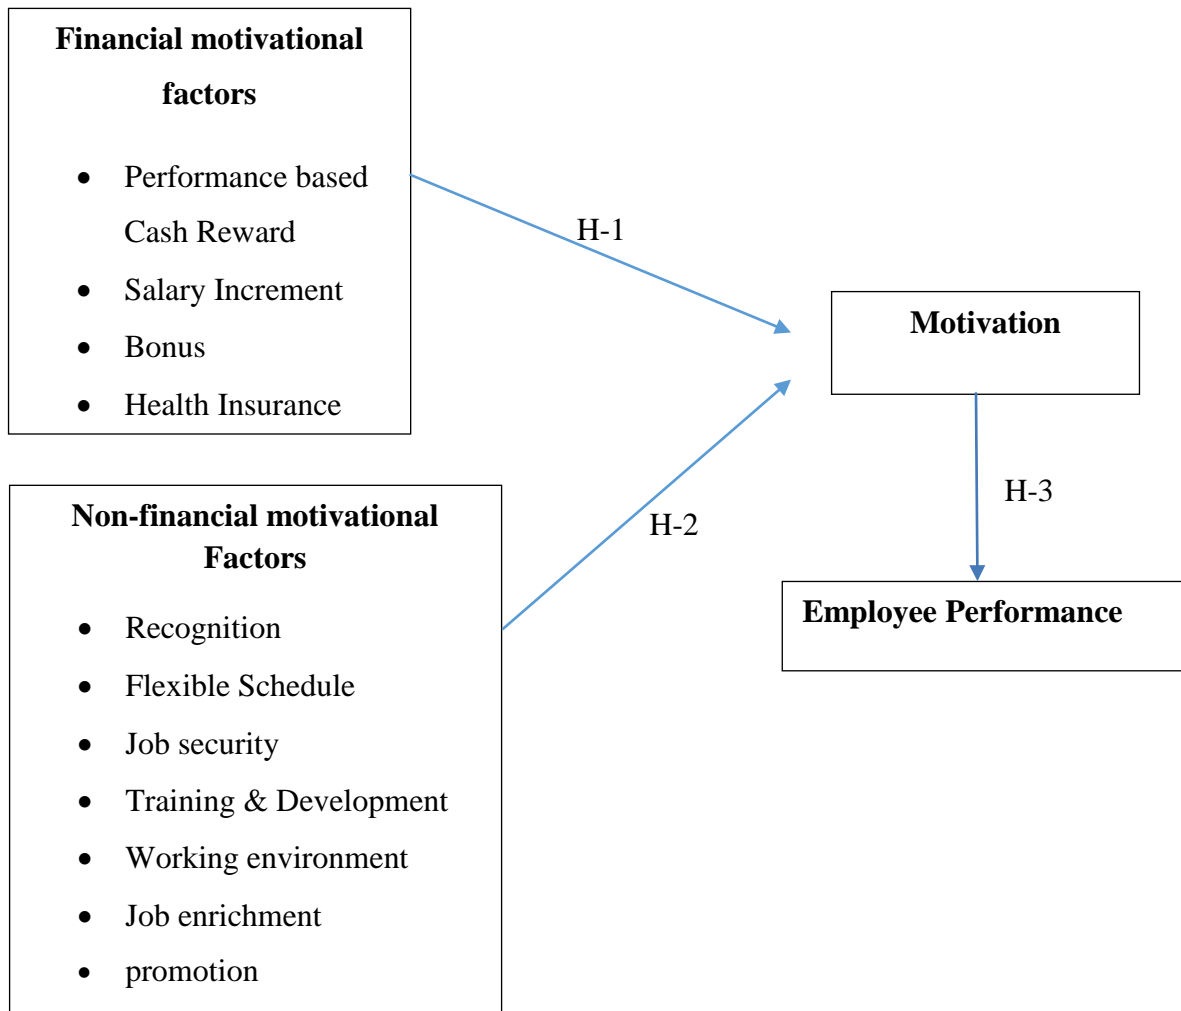 Financial motivational
factors
• Performance based
Cash Reward
• Salary Increment
• Bonus
• Health Insurance
H-1
Motivation
H-2
H-3
Employee Performance
Non-financial motivational
Factors
• Recognition
• Flexible Schedule
• Job security
• Training & Development
• Working environment
• Job enrichment
• promotion